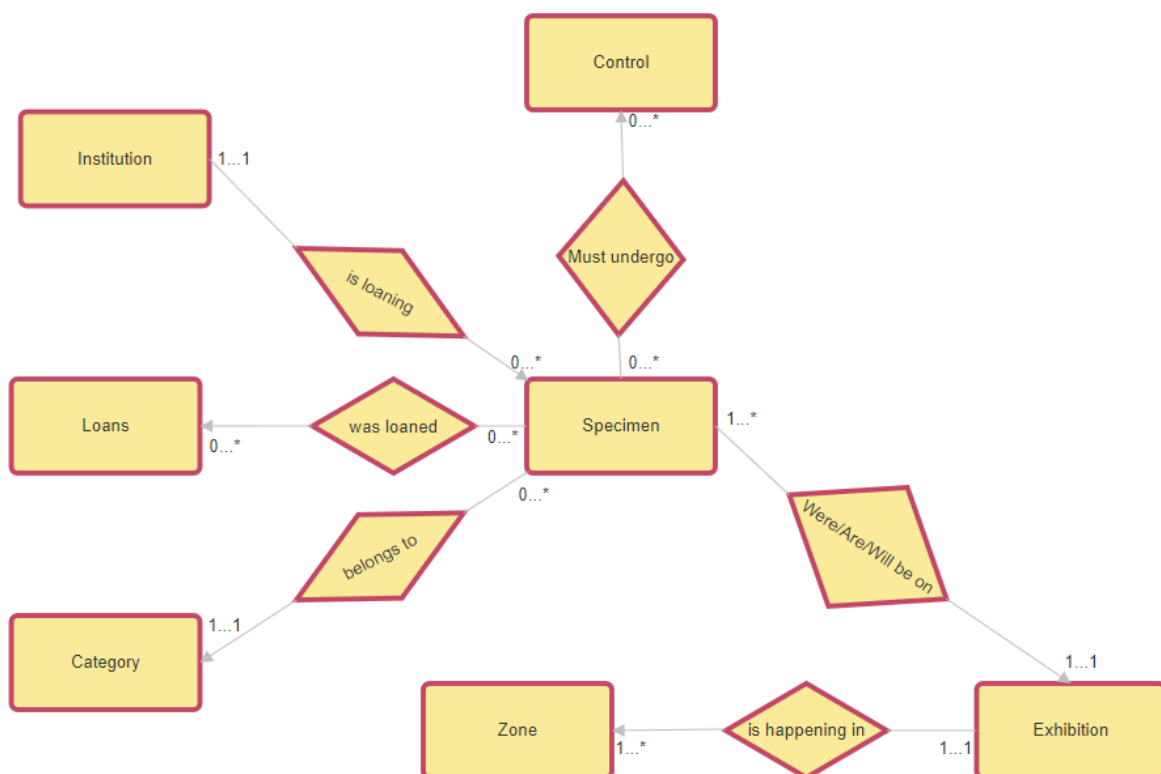 Control
0...*
Institution
1...1
Must undergo
is loaning
0...*
0...*
Loans
0...*
was loaned
0...*
Specimen
1...*
0...*
belongs to
Were/Are/Will be on
1...1
Category
1...1
Zone
1...*
is happening in
1...1
Exhibition